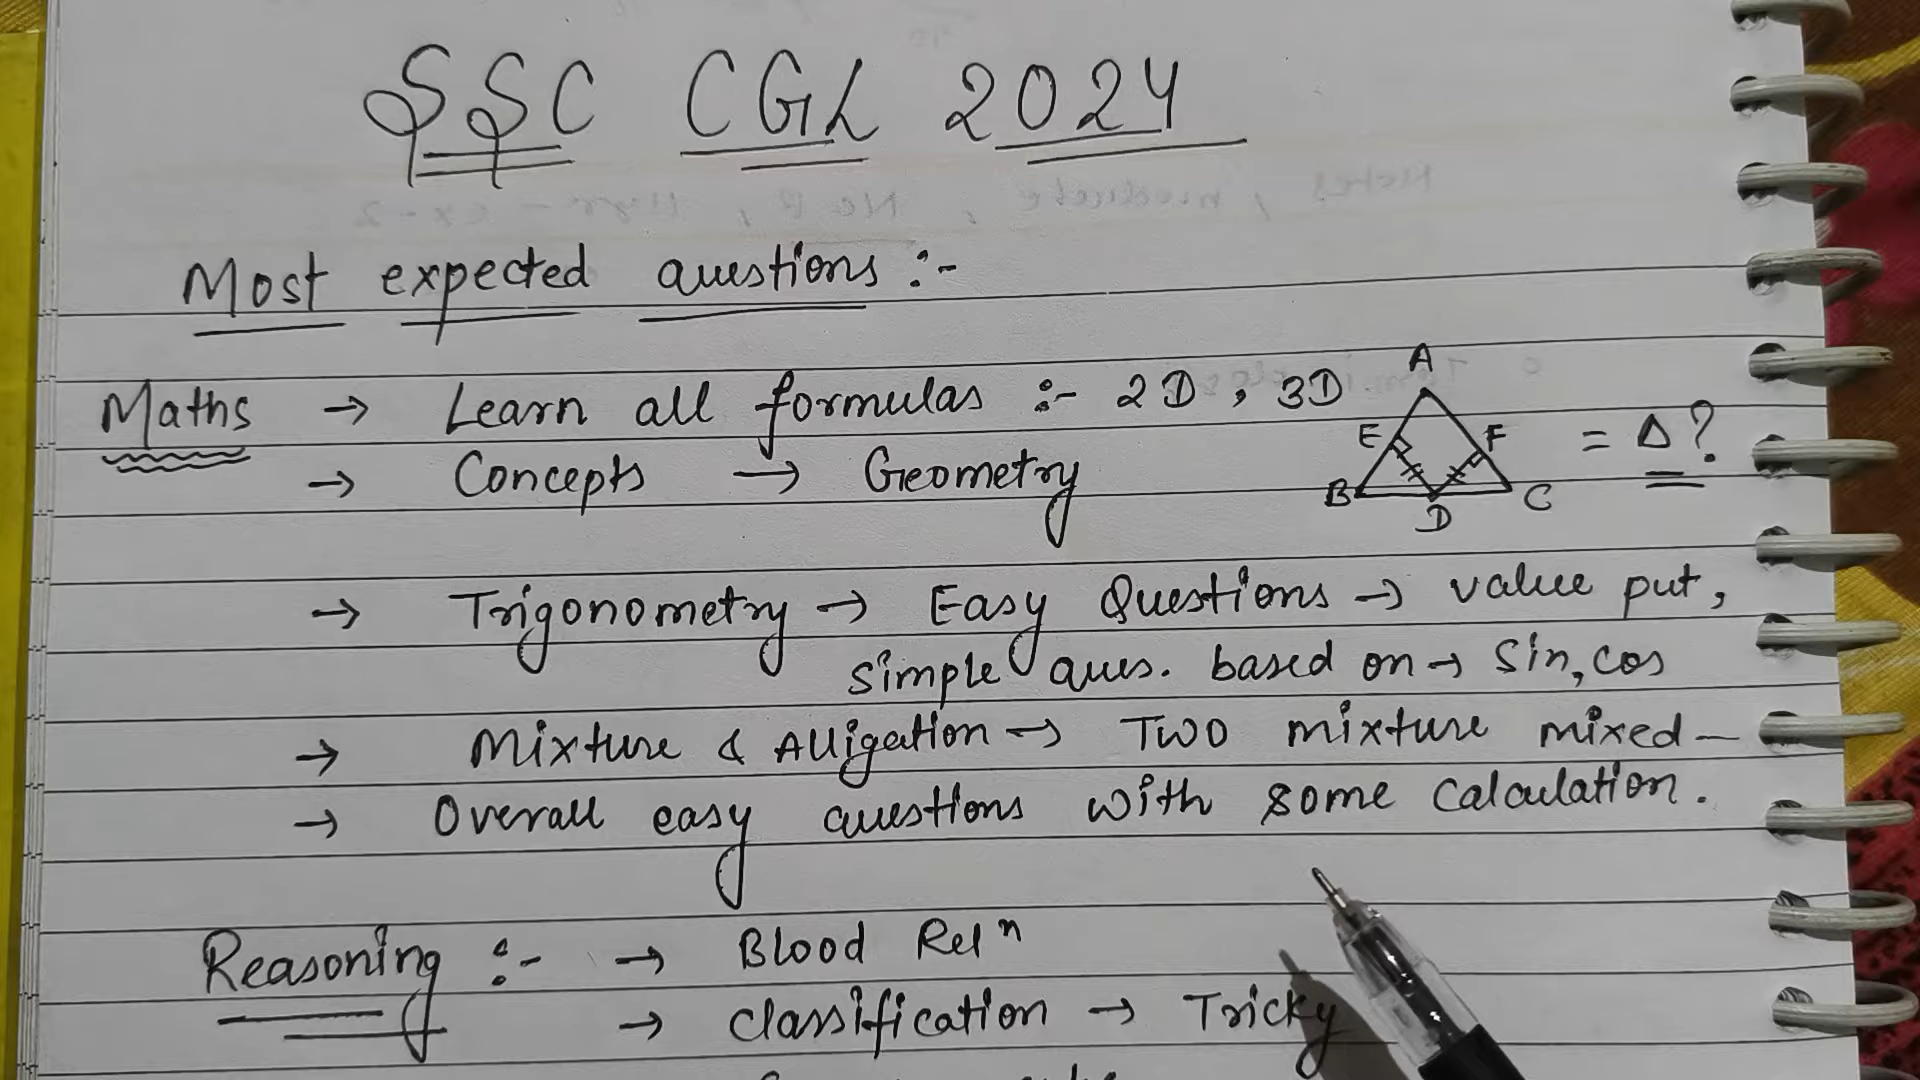 SSC CGL 2024
Most expected questions :-
Maths → Learn all formulas :- 2D, 3D
→ Concepts → Geometry
A
E F
B D C
= Δ ?
→ Trigonometry → Easy Questions → value put,
simple ques. based on → Sin, cos
→ Mixture & Alligation → Two mixture mixed —
→ Overall easy questions with some calculation.
Reasoning :- → Blood Relⁿ
→ classification → Tricky